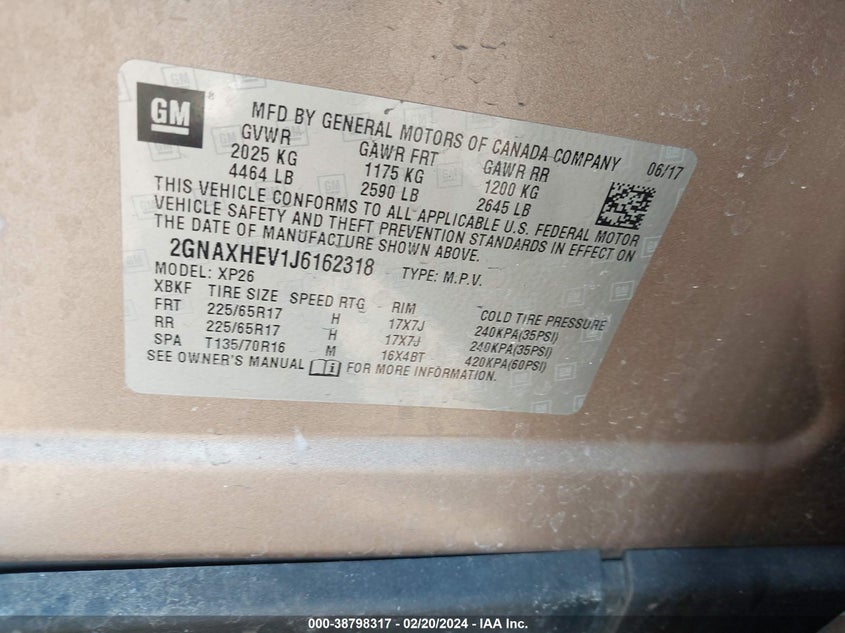 GM
MFD BY GENERAL MOTORS OF CANADA COMPANY 06/17
GVWR GAWR FRT GAWR RR
2025 KG 1175 KG 1200 KG
4464 LB 2590 LB 2645 LB
THIS VEHICLE CONFORMS TO ALL APPLICABLE U.S. FEDERAL MOTOR
VEHICLE SAFETY AND THEFT PREVENTION STANDARDS IN EFFECT ON
THE DATE OF MANUFACTURE SHOWN ABOVE.
2GNAXHEV1J6162318 TYPE: M.P.V.
MODEL: XP26
XBKF TIRE SIZE SPEED RTG RIM COLD TIRE PRESSURE
FRT 225/65R17 H 17X7J 240KPA(35PSI)
RR 225/65R17 H 17X7J 240KPA(35PSI)
SPA T135/70R16 M 16X4BT 420KPA(60PSI)
SEE OWNER'S MANUAL FOR MORE INFORMATION.
000-38798317 - 02/20/2024 - IAA Inc.